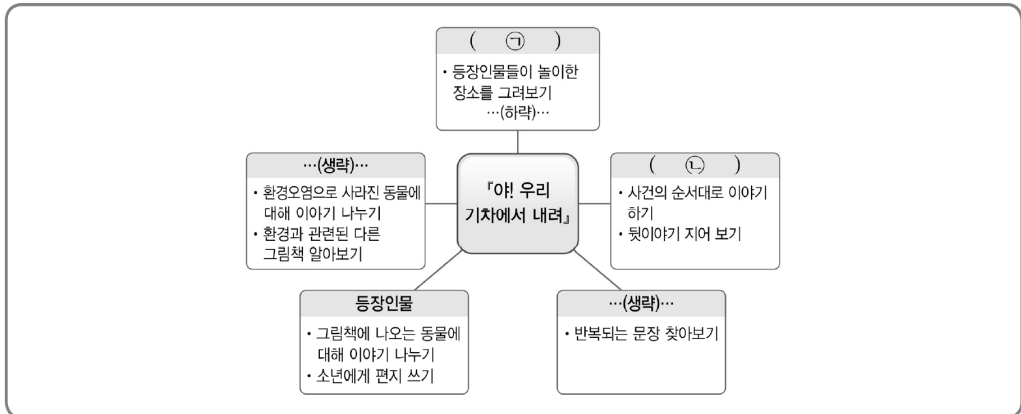 ( ㉠ )
• 등장인물들이 놀이한
장소를 그려보기
…(하략)…
…(생략)…
• 환경오염으로 사라진 동물에
대해 이야기 나누기
• 환경과 관련된 다른
그림책 알아보기
『야! 우리
기차에서 내려』
( ㉡ )
• 사건의 순서대로 이야기
하기
• 뒷이야기 지어 보기
등장인물
• 그림책에 나오는 동물에
대해 이야기 나누기
• 소년에게 편지 쓰기
…(생략)…
• 반복되는 문장 찾아보기